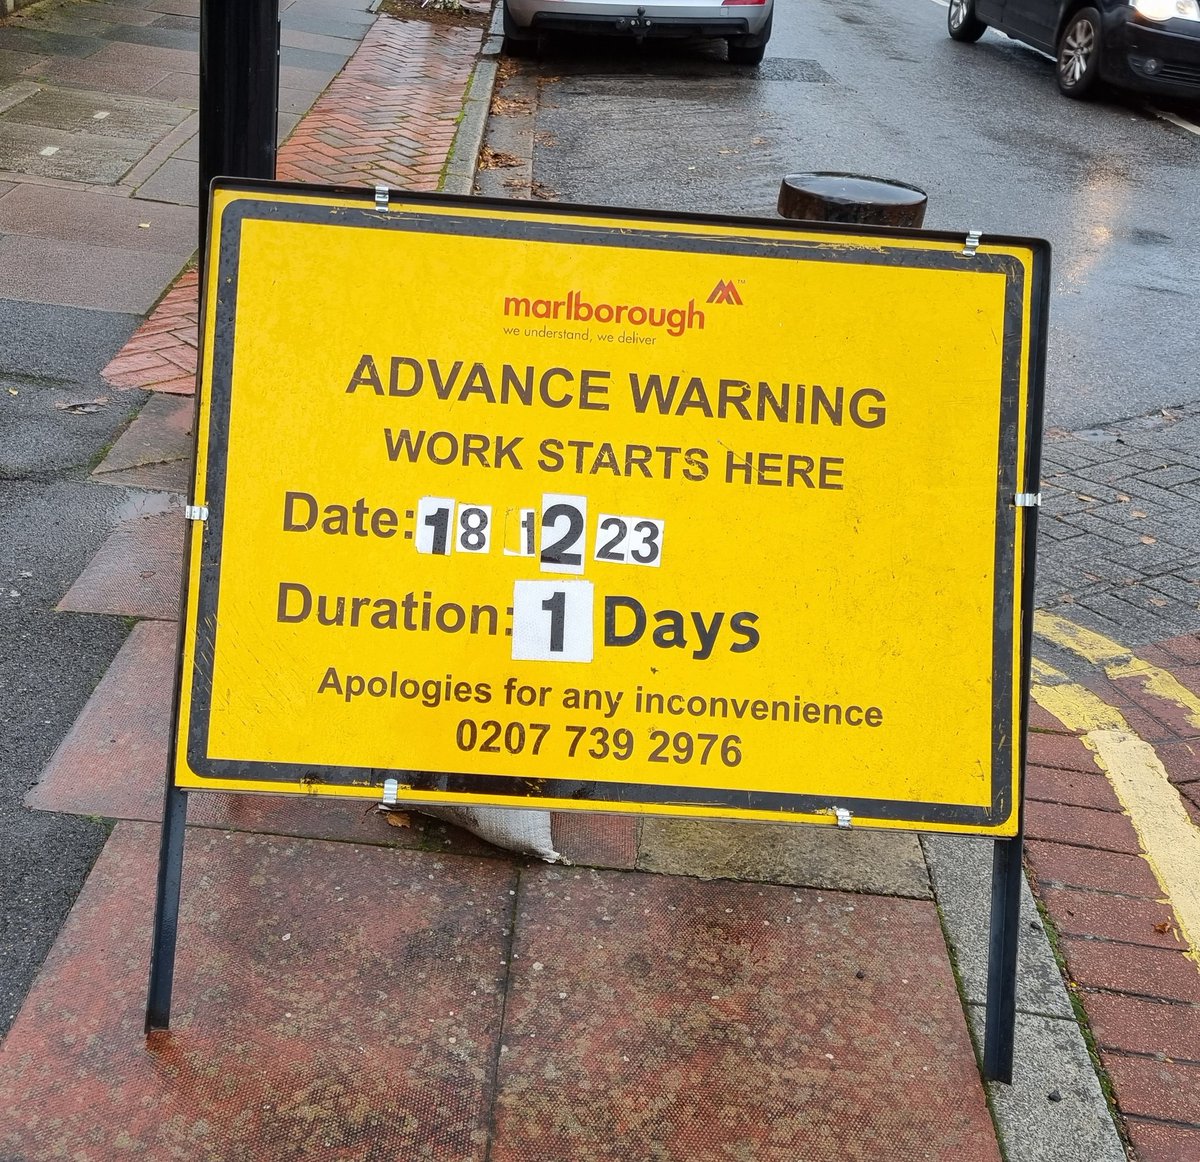 marlborough™
we understand, we deliver
ADVANCE WARNING
WORK STARTS HERE
Date: 18 12 23
Duration: 1 Days
Apologies for any inconvenience
0207 739 2976